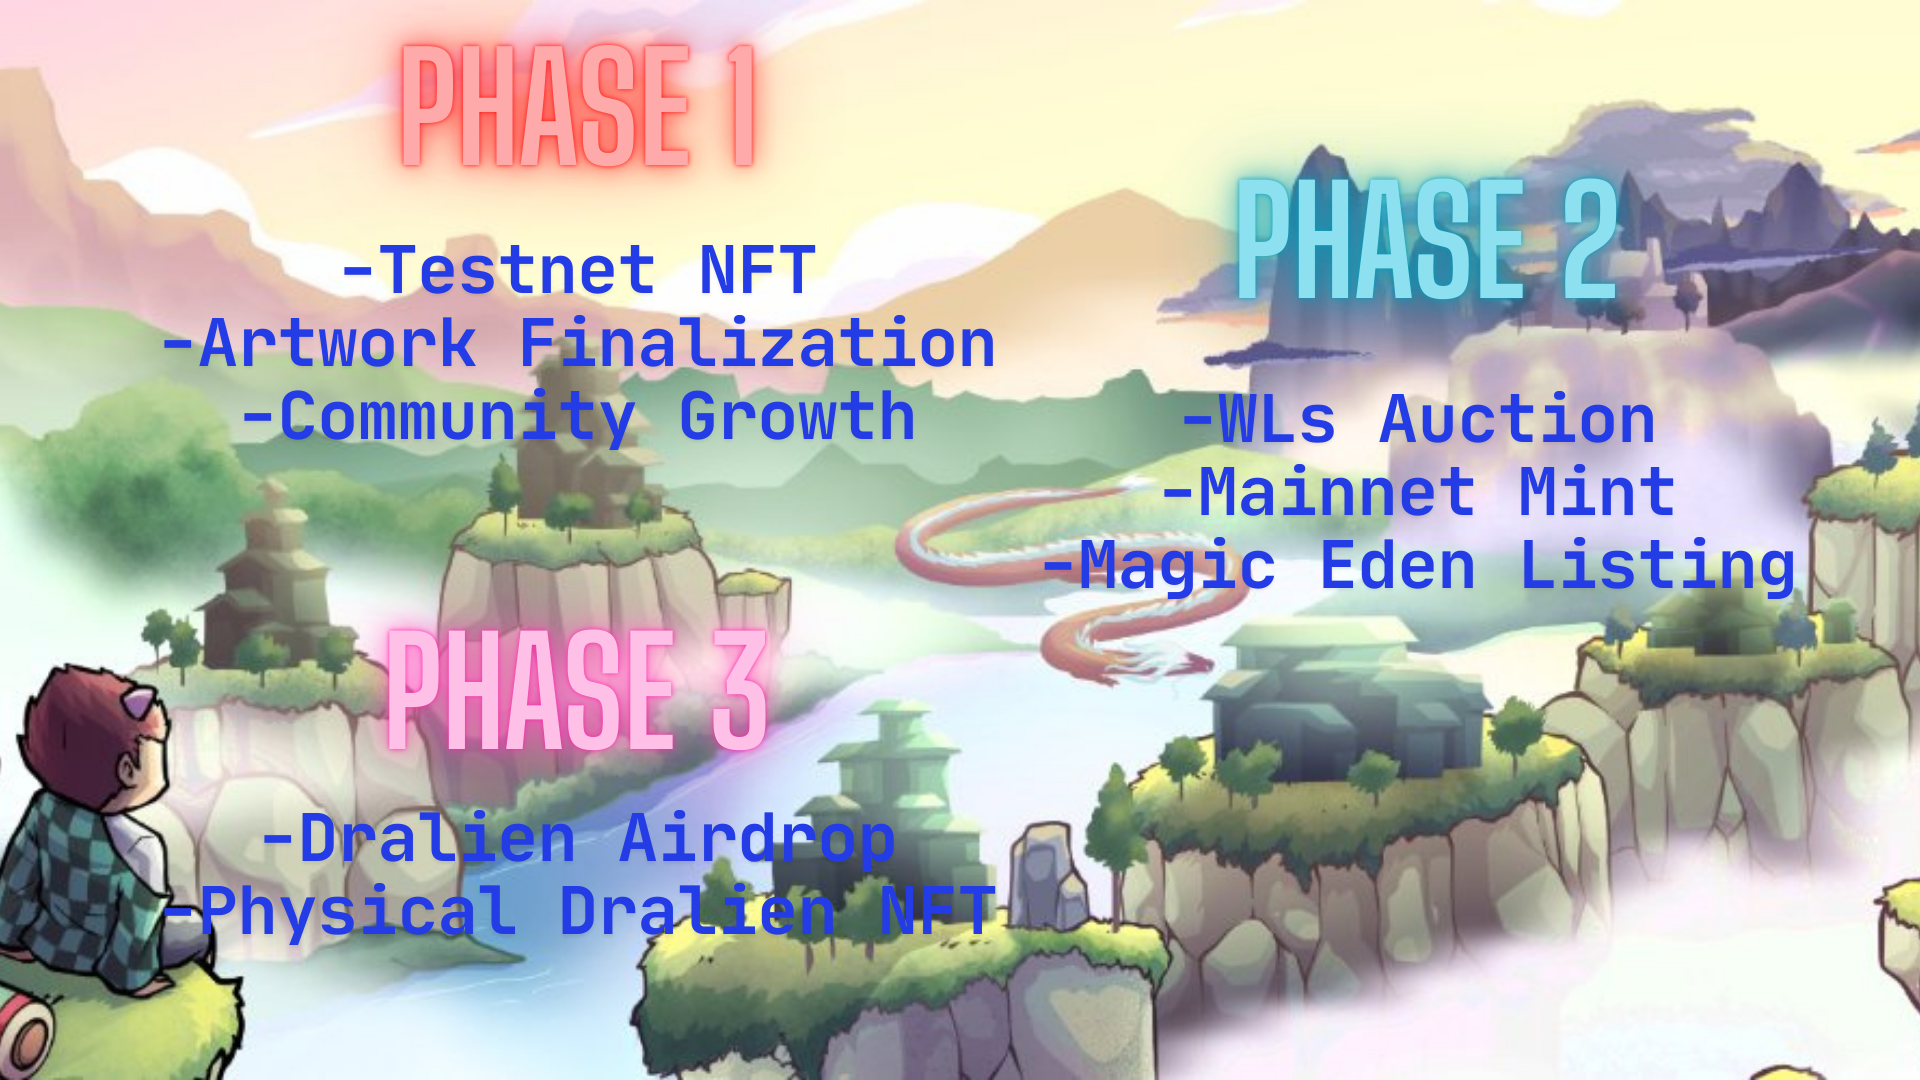 PHASE 1
-Testnet NFT
-Artwork Finalization
-Community Growth
PHASE 2
-WLs Auction
-Mainnet Mint
-Magic Eden Listing
PHASE 3
-Dralien Airdrop
-Physical Dralien NFT